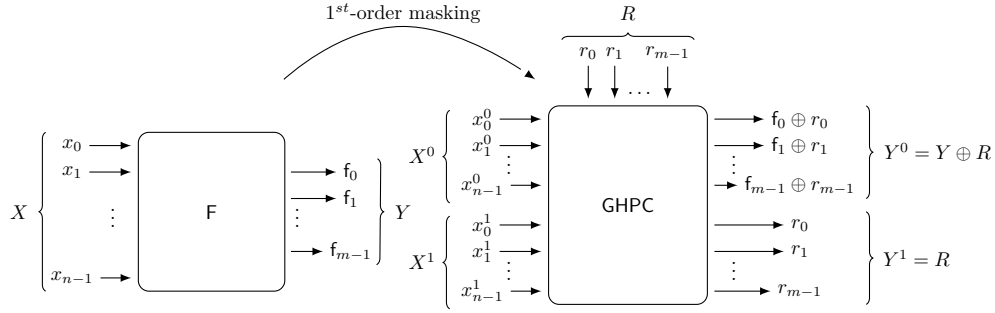 1^{st}-order masking
R
r_0 r_1 r_{m-1}
...
X
x_0
x_1
⋮
x_{n-1}
F
f_0
f_1
⋮
f_{m-1}
Y
X^0
x_0^0
x_1^0
⋮
x_{n-1}^0
X^1
x_0^1
x_1^1
⋮
x_{n-1}^1
GHPC
f_0 ⊕ r_0
f_1 ⊕ r_1
⋮
f_{m-1} ⊕ r_{m-1}
Y^0 = Y ⊕ R
r_0
r_1
⋮
r_{m-1}
Y^1 = R